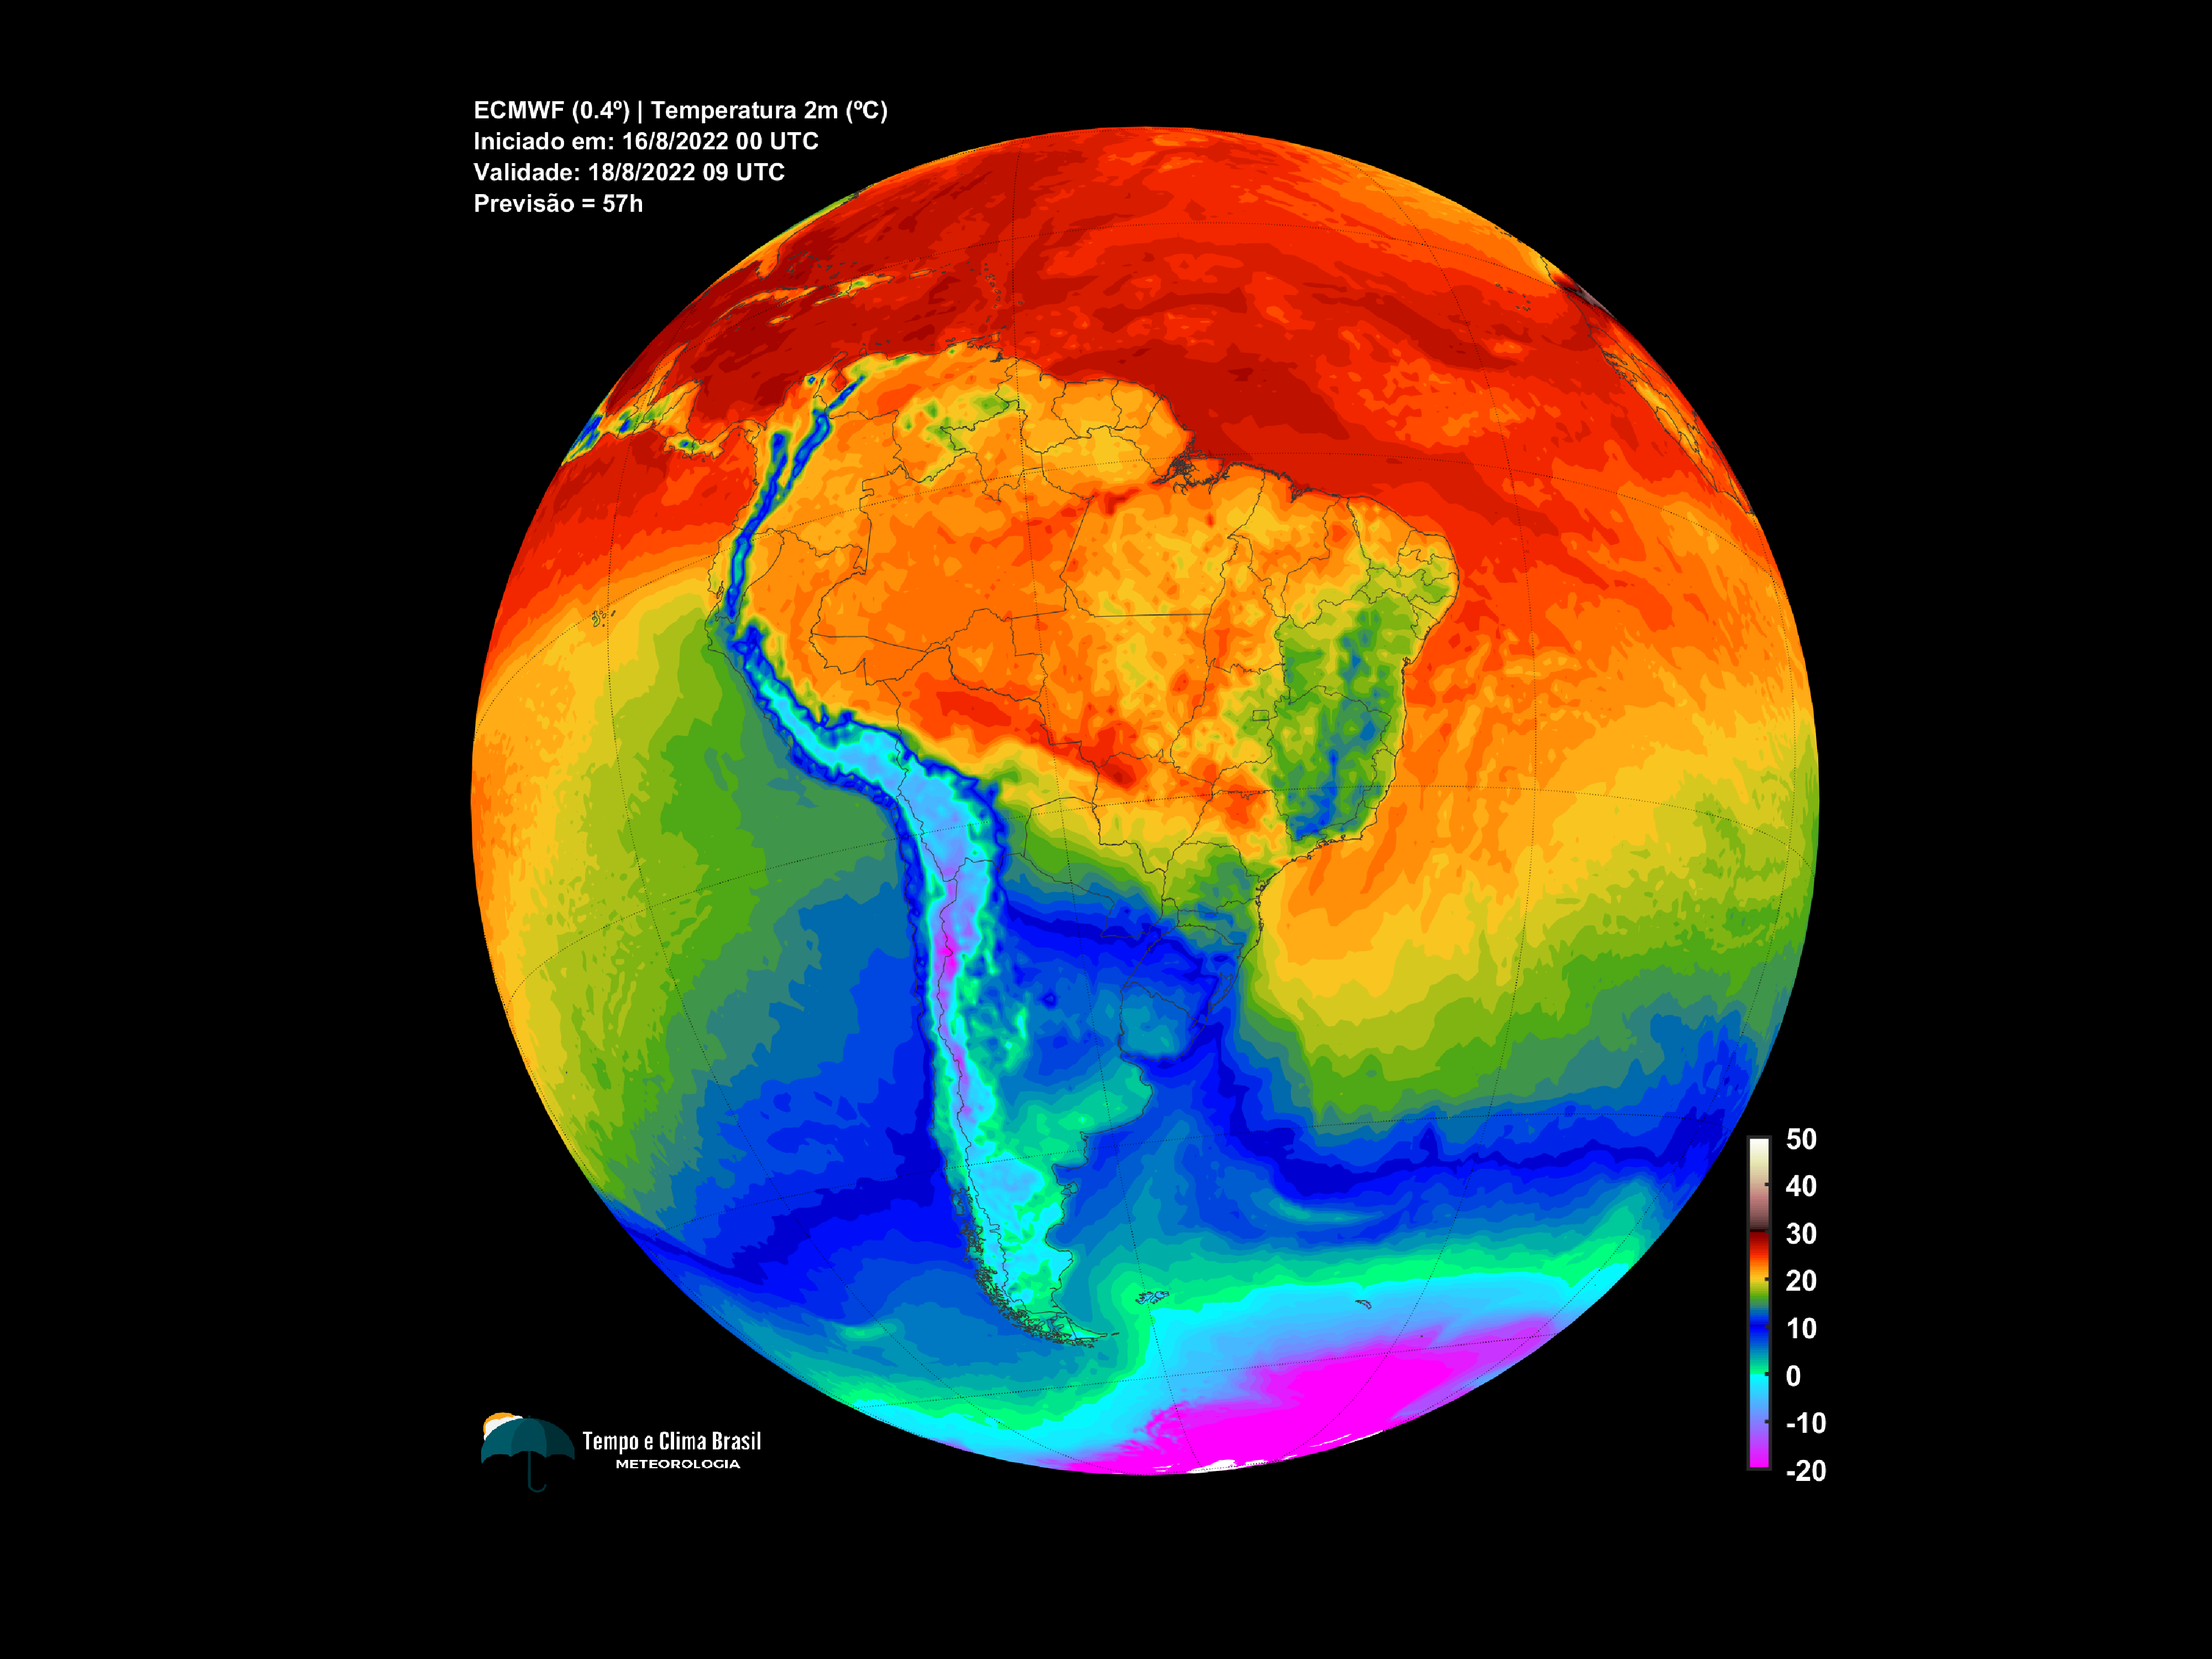 ECMWF (0.4º) | Temperatura 2m (ºC)
Iniciado em: 16/8/2022 00 UTC
Validade: 18/8/2022 09 UTC
Previsão = 57h
50
40
30
20
10
0
-10
-20
Tempo e Clima Brasil
METEOROLOGIA